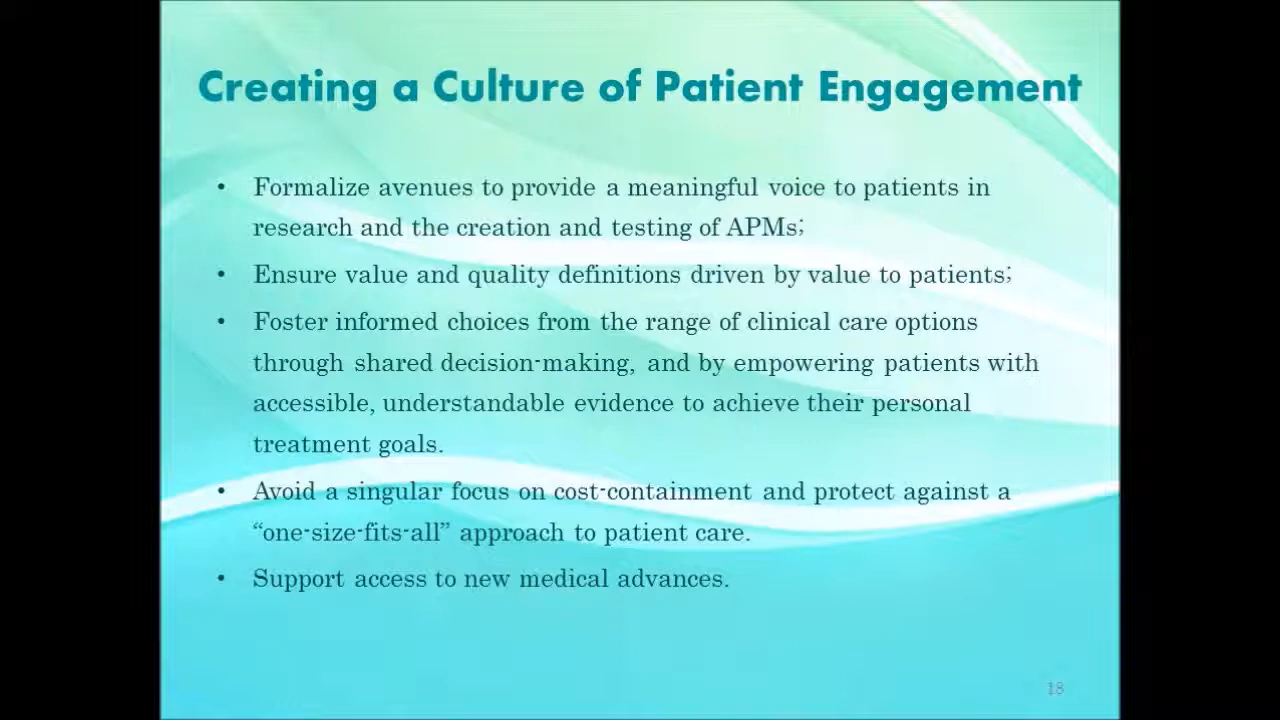 Creating a Culture of Patient Engagement
• Formalize avenues to provide a meaningful voice to patients in
research and the creation and testing of APMs;
• Ensure value and quality definitions driven by value to patients;
• Foster informed choices from the range of clinical care options
through shared decision-making, and by empowering patients with
accessible, understandable evidence to achieve their personal
treatment goals.
• Avoid a singular focus on cost-containment and protect against a
“one-size-fits-all” approach to patient care.
• Support access to new medical advances.
18